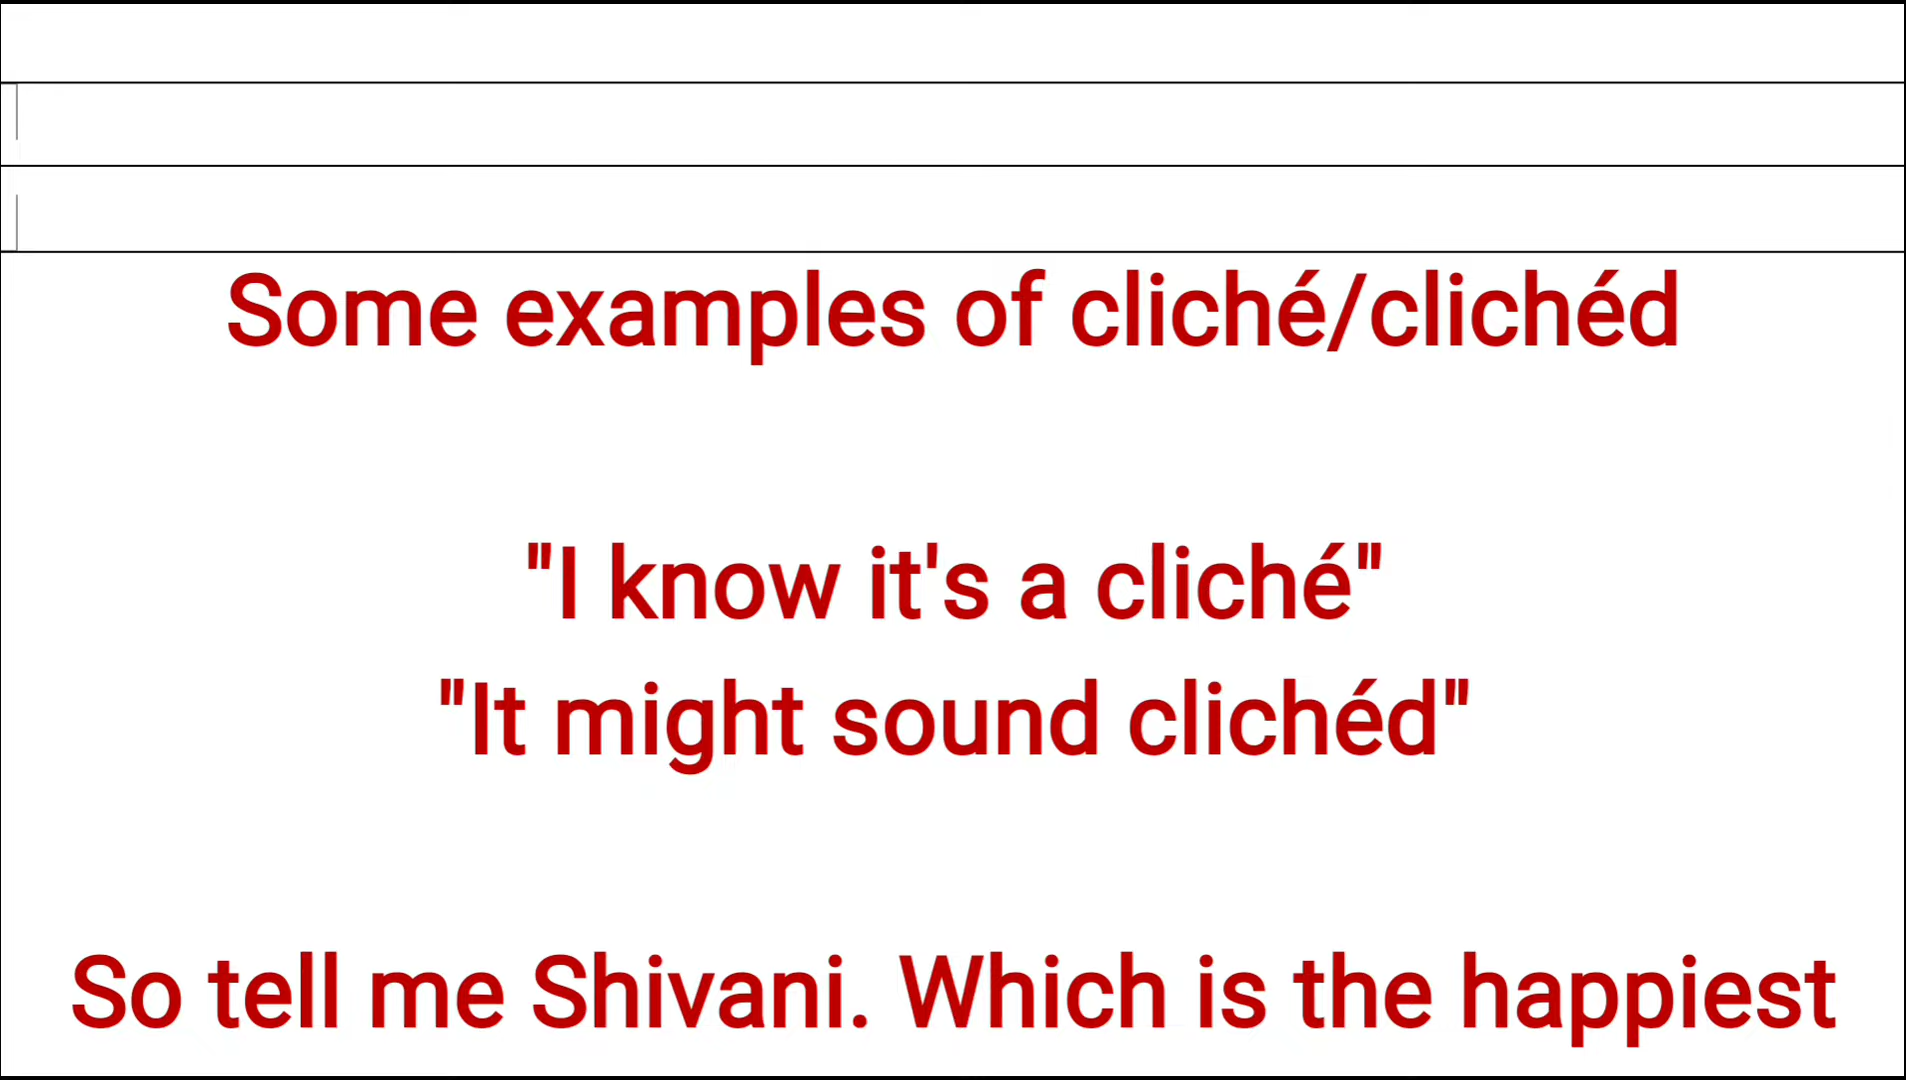 Some examples of cliché/clichéd
"I know it's a cliché"
"It might sound clichéd"
So tell me Shivani. Which is the happiest